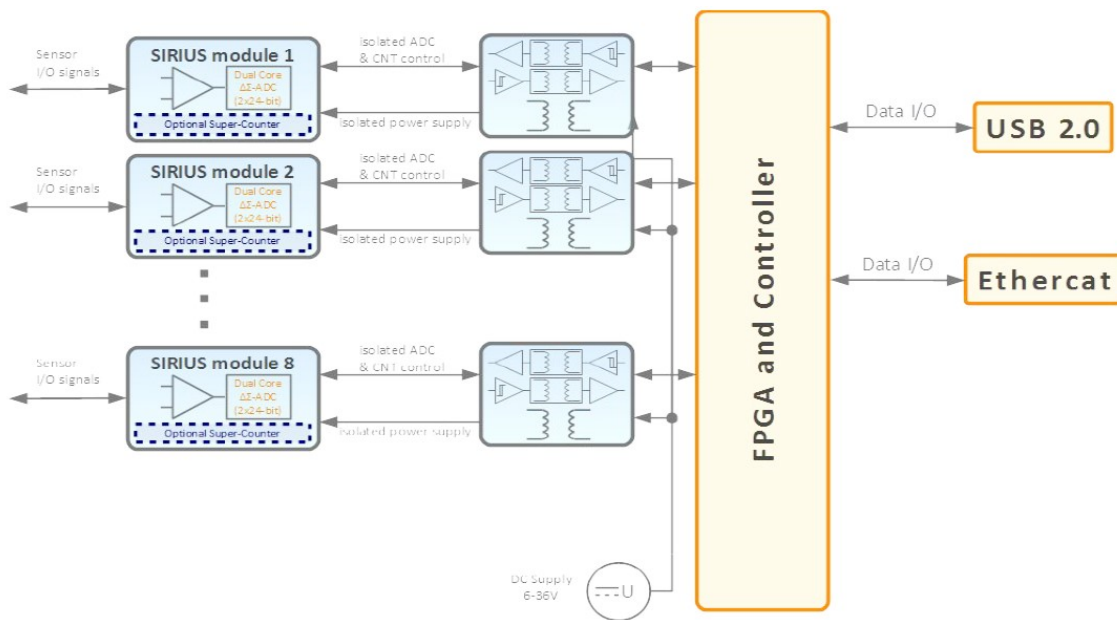 Sensor
I/O signals
SIRIUS module 1
Dual Core
ΔΣ-ADC
(2x24-bit)
Optional Super-Counter
isolated ADC
& CNT control
isolated power supply
Sensor
I/O signals
SIRIUS module 2
Dual Core
ΔΣ-ADC
(2x24-bit)
Optional Super-Counter
isolated ADC
& CNT control
isolated power supply
Sensor
I/O signals
SIRIUS module 8
Dual Core
ΔΣ-ADC
(2x24-bit)
Optional Super-Counter
isolated ADC
& CNT control
isolated power supply
DC Supply
6-36V
U
FPGA and Controller
Data I/O
USB 2.0
Data I/O
Ethercat